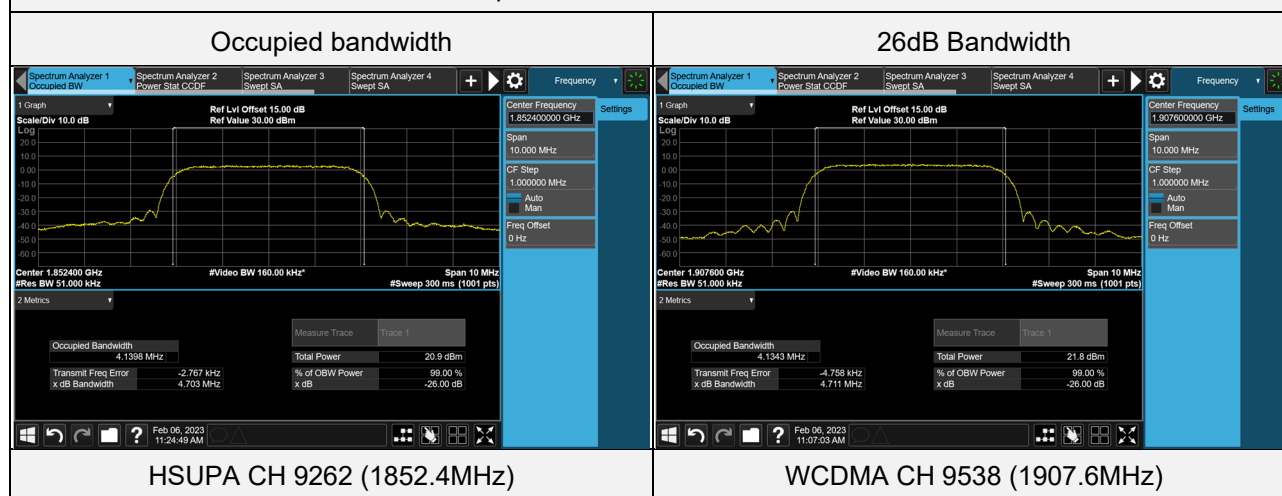 Occupied bandwidth
26dB Bandwidth
Spectrum Analyzer 1
Occupied BW
Spectrum Analyzer 2
Power Stat CCDF
Spectrum Analyzer 3
Swept SA
Spectrum Analyzer 4
Swept SA
+
Frequency
1 Graph
Scale/Div 10.0 dB
Ref Lvl Offset 15.00 dB
Ref Value 30.00 dBm
Log
20.0
10.0
0.00
-10.0
-20.0
-30.0
-40.0
-50.0
-60.0
Center 1.852400 GHz
#Res BW 51.000 kHz
#Video BW 160.00 kHz*
Span 10 MHz
#Sweep 300 ms (1001 pts)
Center Frequency
1.852400000 GHz
Settings
Span
10.000 MHz
CF Step
1.000000 MHz
Auto
Man
Freq Offset
0 Hz
2 Metrics
Measure Trace Trace 1
Occupied Bandwidth
4.1398 MHz
Total Power 20.9 dBm
Transmit Freq Error -2.767 kHz
% of OBW Power 99.00 %
x dB Bandwidth 4.703 MHz
x dB -26.00 dB
?
Feb 06, 2023
11:24:49 AM
Spectrum Analyzer 1
Occupied BW
Spectrum Analyzer 2
Power Stat CCDF
Spectrum Analyzer 3
Swept SA
Spectrum Analyzer 4
Swept SA
+
Frequency
1 Graph
Scale/Div 10.0 dB
Ref Lvl Offset 15.00 dB
Ref Value 30.00 dBm
Log
20.0
10.0
0.00
-10.0
-20.0
-30.0
-40.0
-50.0
-60.0
Center 1.907600 GHz
#Res BW 51.000 kHz
#Video BW 160.00 kHz*
Span 10 MHz
#Sweep 300 ms (1001 pts)
Center Frequency
1.907600000 GHz
Settings
Span
10.000 MHz
CF Step
1.000000 MHz
Auto
Man
Freq Offset
0 Hz
2 Metrics
Measure Trace Trace 1
Occupied Bandwidth
4.1343 MHz
Total Power 21.8 dBm
Transmit Freq Error -4.758 kHz
% of OBW Power 99.00 %
x dB Bandwidth 4.711 MHz
x dB -26.00 dB
?
Feb 06, 2023
11:07:03 AM
HSUPA CH 9262 (1852.4MHz)
WCDMA CH 9538 (1907.6MHz)